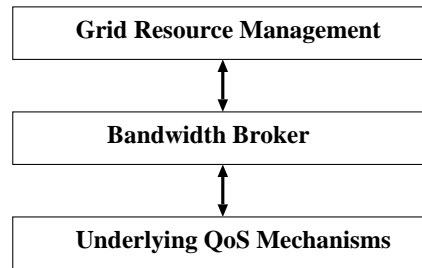 Grid Resource Management
Bandwidth Broker
Underlying QoS Mechanisms